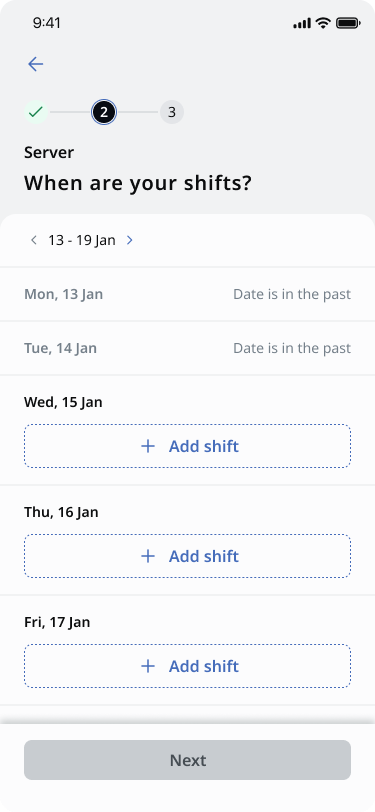 9:41
2
3
Server
When are your shifts?
13 - 19 Jan
Mon, 13 Jan Date is in the past
Tue, 14 Jan Date is in the past
Wed, 15 Jan
Add shift
Thu, 16 Jan
Add shift
Fri, 17 Jan
Add shift
Next